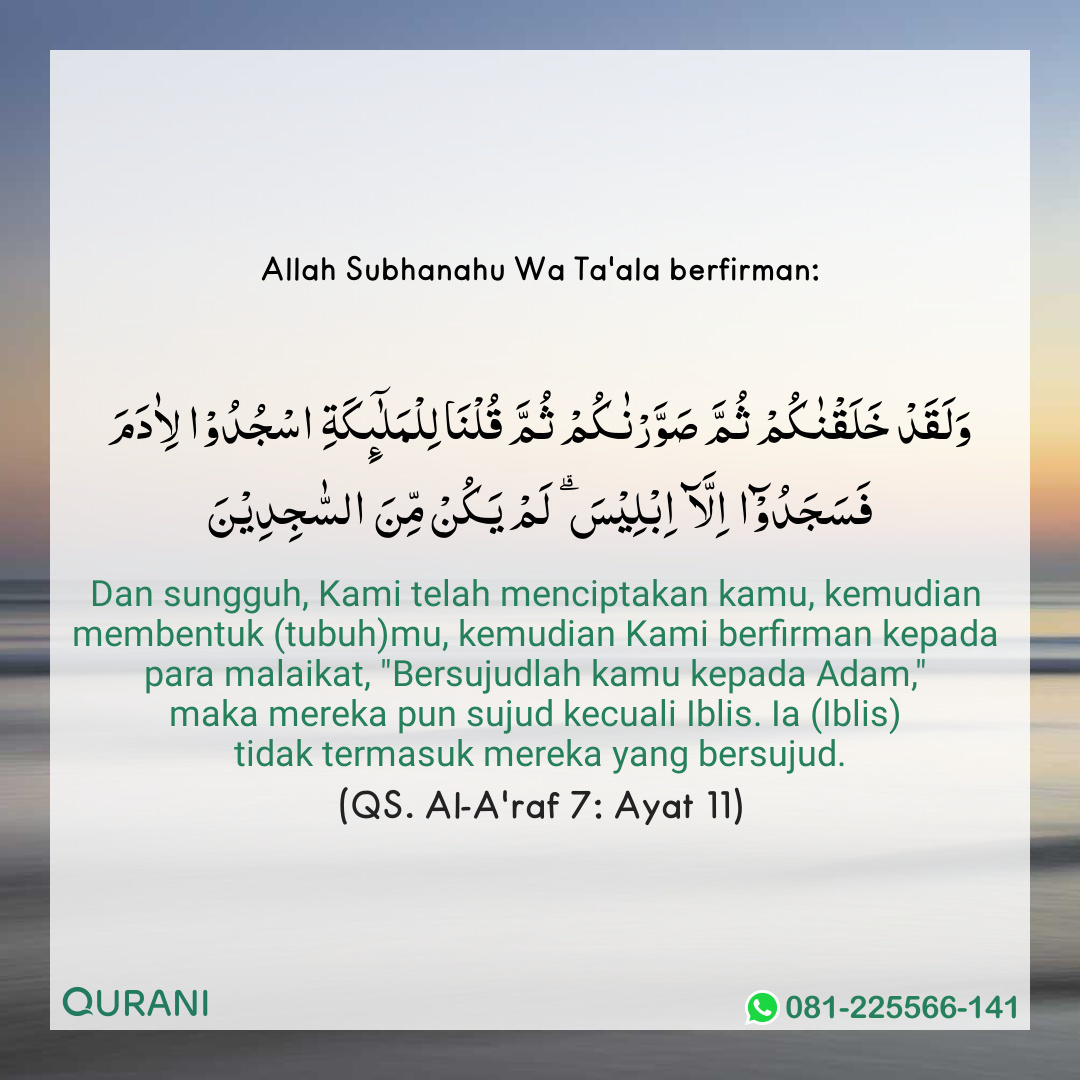 Allah Subhanahu Wa Ta'ala berfirman:
وَلَقَدْ خَلَقْنٰكُمْ ثُمَّ صَوَّرْنٰكُمْ ثُمَّ قُلْنَا لِلْمَلٰٓئِكَةِ اسْجُدُوْا لِاٰدَمَ
فَسَجَدُوْٓا اِلَّآ اِبْلِيْسَۗ لَمْ يَكُنْ مِّنَ السّٰجِدِيْنَ
Dan sungguh, Kami telah menciptakan kamu, kemudian
membentuk (tubuh)mu, kemudian Kami berfirman kepada
para malaikat, "Bersujudlah kamu kepada Adam,"
maka mereka pun sujud kecuali Iblis. Ia (Iblis)
tidak termasuk mereka yang bersujud.
(QS. Al-A'raf 7: Ayat 11)
QURANI
081-225566-141